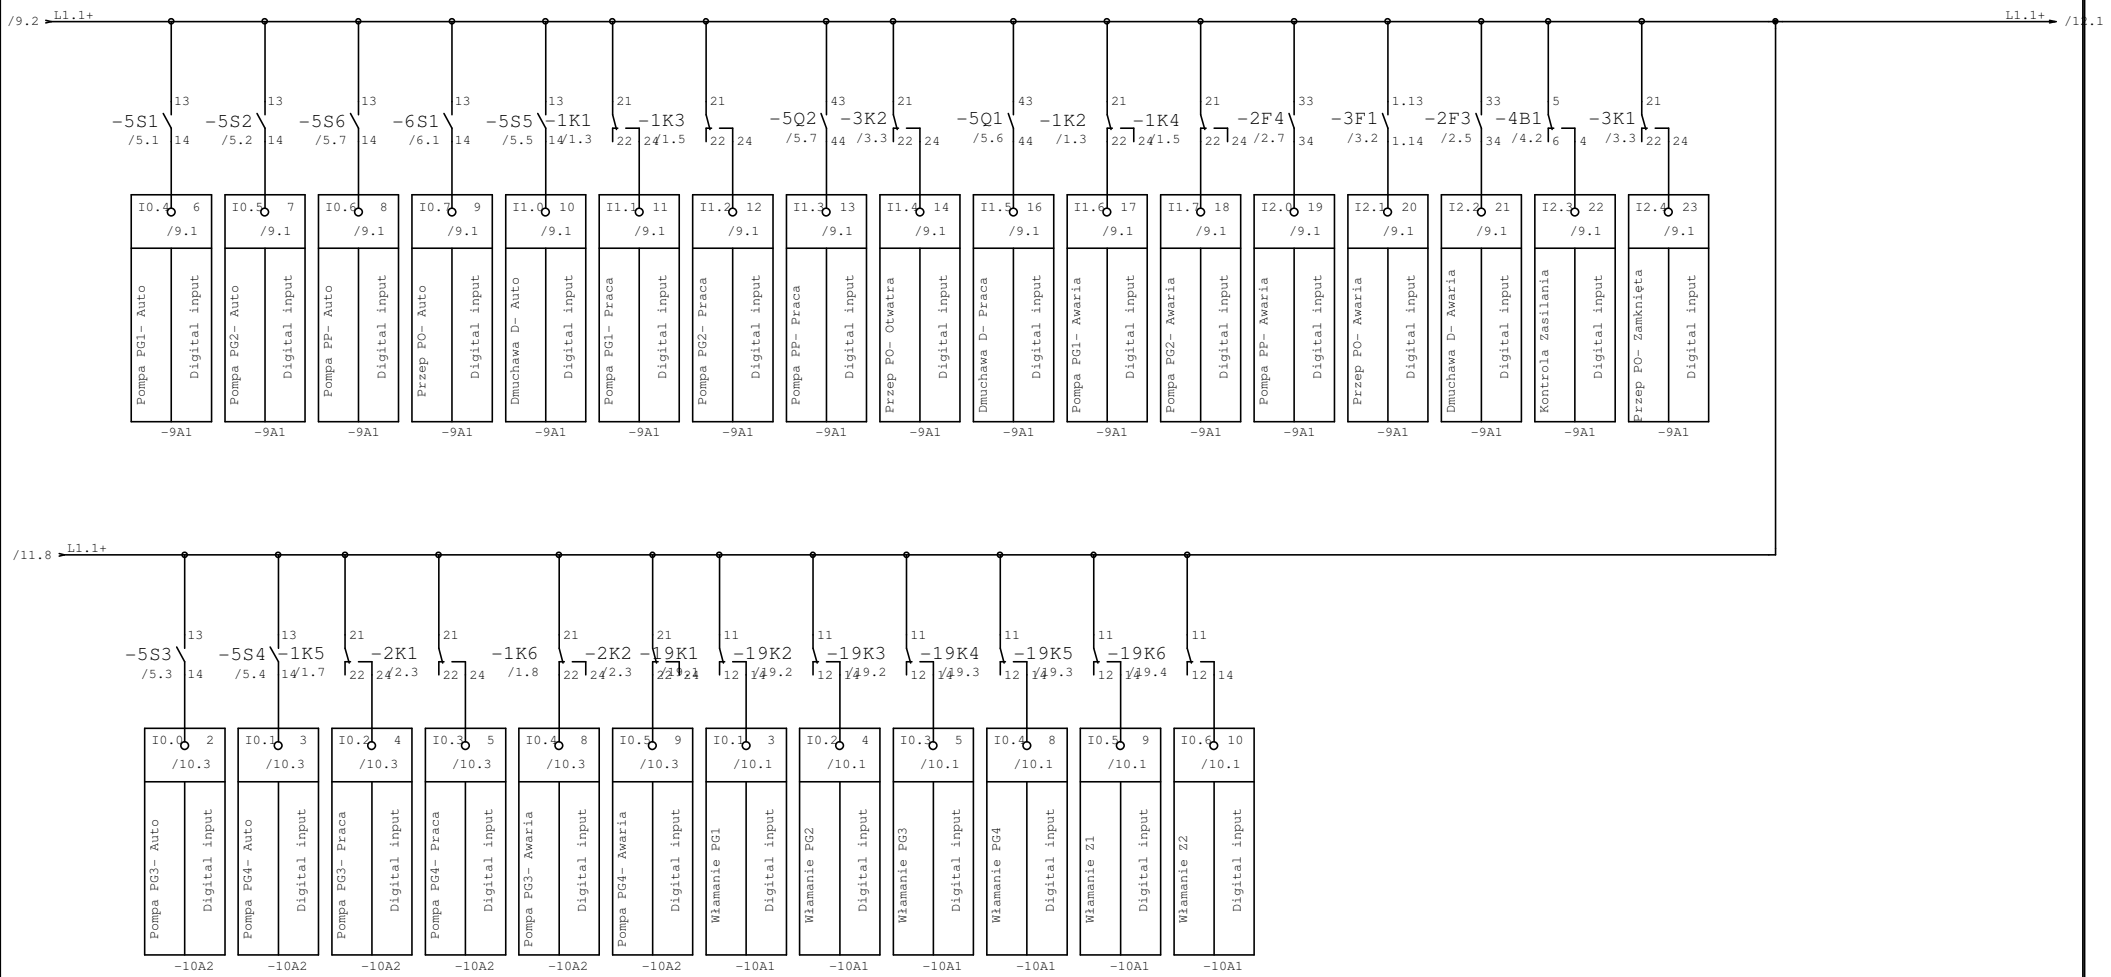 /9.2 L1.1+ L1.1+ /12.1
13 13 13 13 13 21 21 43 21 43 21 21 33 1.13 33 5 21
-5S1 -5S2 -5S6 -6S1 -5S5 -1K1 -1K3 -5Q2 -3K2 -5Q1 -1K2 -1K4 -2F4 -3F1 -2F3 -4B1 -3K1
/5.1 14 /5.2 14 /5.7 14 /6.1 14 /5.5 14 /1.3 22 24 /1.5 22 24 /5.7 44 /3.3 22 24 /5.6 44 /1.3 22 24 /1.5 22 24 /2.7 34 /3.2 1.14 /2.5 34 /4.2 6 4 /3.3 22 24
I0.4 6 I0.5 7 I0.6 8 I0.7 9 I1.0 10 I1.1 11 I1.2 12 I1.3 13 I1.4 14 I1.5 16 I1.6 17 I1.7 18 I2.0 19 I2.1 20 I2.2 21 I2.3 22 I2.4 23
/9.1 /9.1 /9.1 /9.1 /9.1 /9.1 /9.1 /9.1 /9.1 /9.1 /9.1 /9.1 /9.1 /9.1 /9.1 /9.1 /9.1
Pompa PG1- Auto
Digital input
Pompa PG2- Auto
Digital input
Pompa PP- Auto
Digital input
Przep PO- Auto
Digital input
Dmuchawa D- Auto
Digital input
Pompa PG1- Praca
Digital input
Pompa PG2- Praca
Digital input
Pompa PP- Praca
Digital input
Przep PO- Otwatra
Digital input
Dmuchawa D- Praca
Digital input
Pompa PG1- Awaria
Digital input
Pompa PG2- Awaria
Digital input
Pompa PP- Awaria
Digital input
Przep PO- Awaria
Digital input
Dmuchawa D- Awaria
Digital input
Kontrola Zasilania
Digital input
Przep PO- Zamknięta
Digital input
-9A1 -9A1 -9A1 -9A1 -9A1 -9A1 -9A1 -9A1 -9A1 -9A1 -9A1 -9A1 -9A1 -9A1 -9A1 -9A1 -9A1
/11.8 L1.1+
13 13 21 21 21 21 11 11 11 11 11 11
-5S3 -5S4 -1K5 -2K1 -1K6 -2K2 -19K1 -19K2 -19K3 -19K4 -19K5 -19K6
/5.3 14 /5.4 14 /1.7 22 24 /2.3 22 24 /1.8 22 24 /2.3 22 24 /19.1 12 14 /19.2 12 14 /19.2 12 14 /19.3 12 14 /19.3 12 14 /19.4 12 14
I0.0 2 I0.1 3 I0.2 4 I0.3 5 I0.4 8 I0.5 9 I0.1 3 I0.2 4 I0.3 5 I0.4 8 I0.5 9 I0.6 10
/10.3 /10.3 /10.3 /10.3 /10.3 /10.3 /10.1 /10.1 /10.1 /10.1 /10.1 /10.1
Pompa PG3- Auto
Digital input
Pompa PG4- Auto
Digital input
Pompa PG3- Praca
Digital input
Pompa PG4- Praca
Digital input
Pompa PG3- Awaria
Digital input
Pompa PG4- Awaria
Digital input
Włamanie PG1
Digital input
Włamanie PG2
Digital input
Włamanie PG3
Digital input
Włamanie PG4
Digital input
Włamanie Z1
Digital input
Włamanie Z2
Digital input
-10A2 -10A2 -10A2 -10A2 -10A2 -10A2 -10A1 -10A1 -10A1 -10A1 -10A1 -10A1